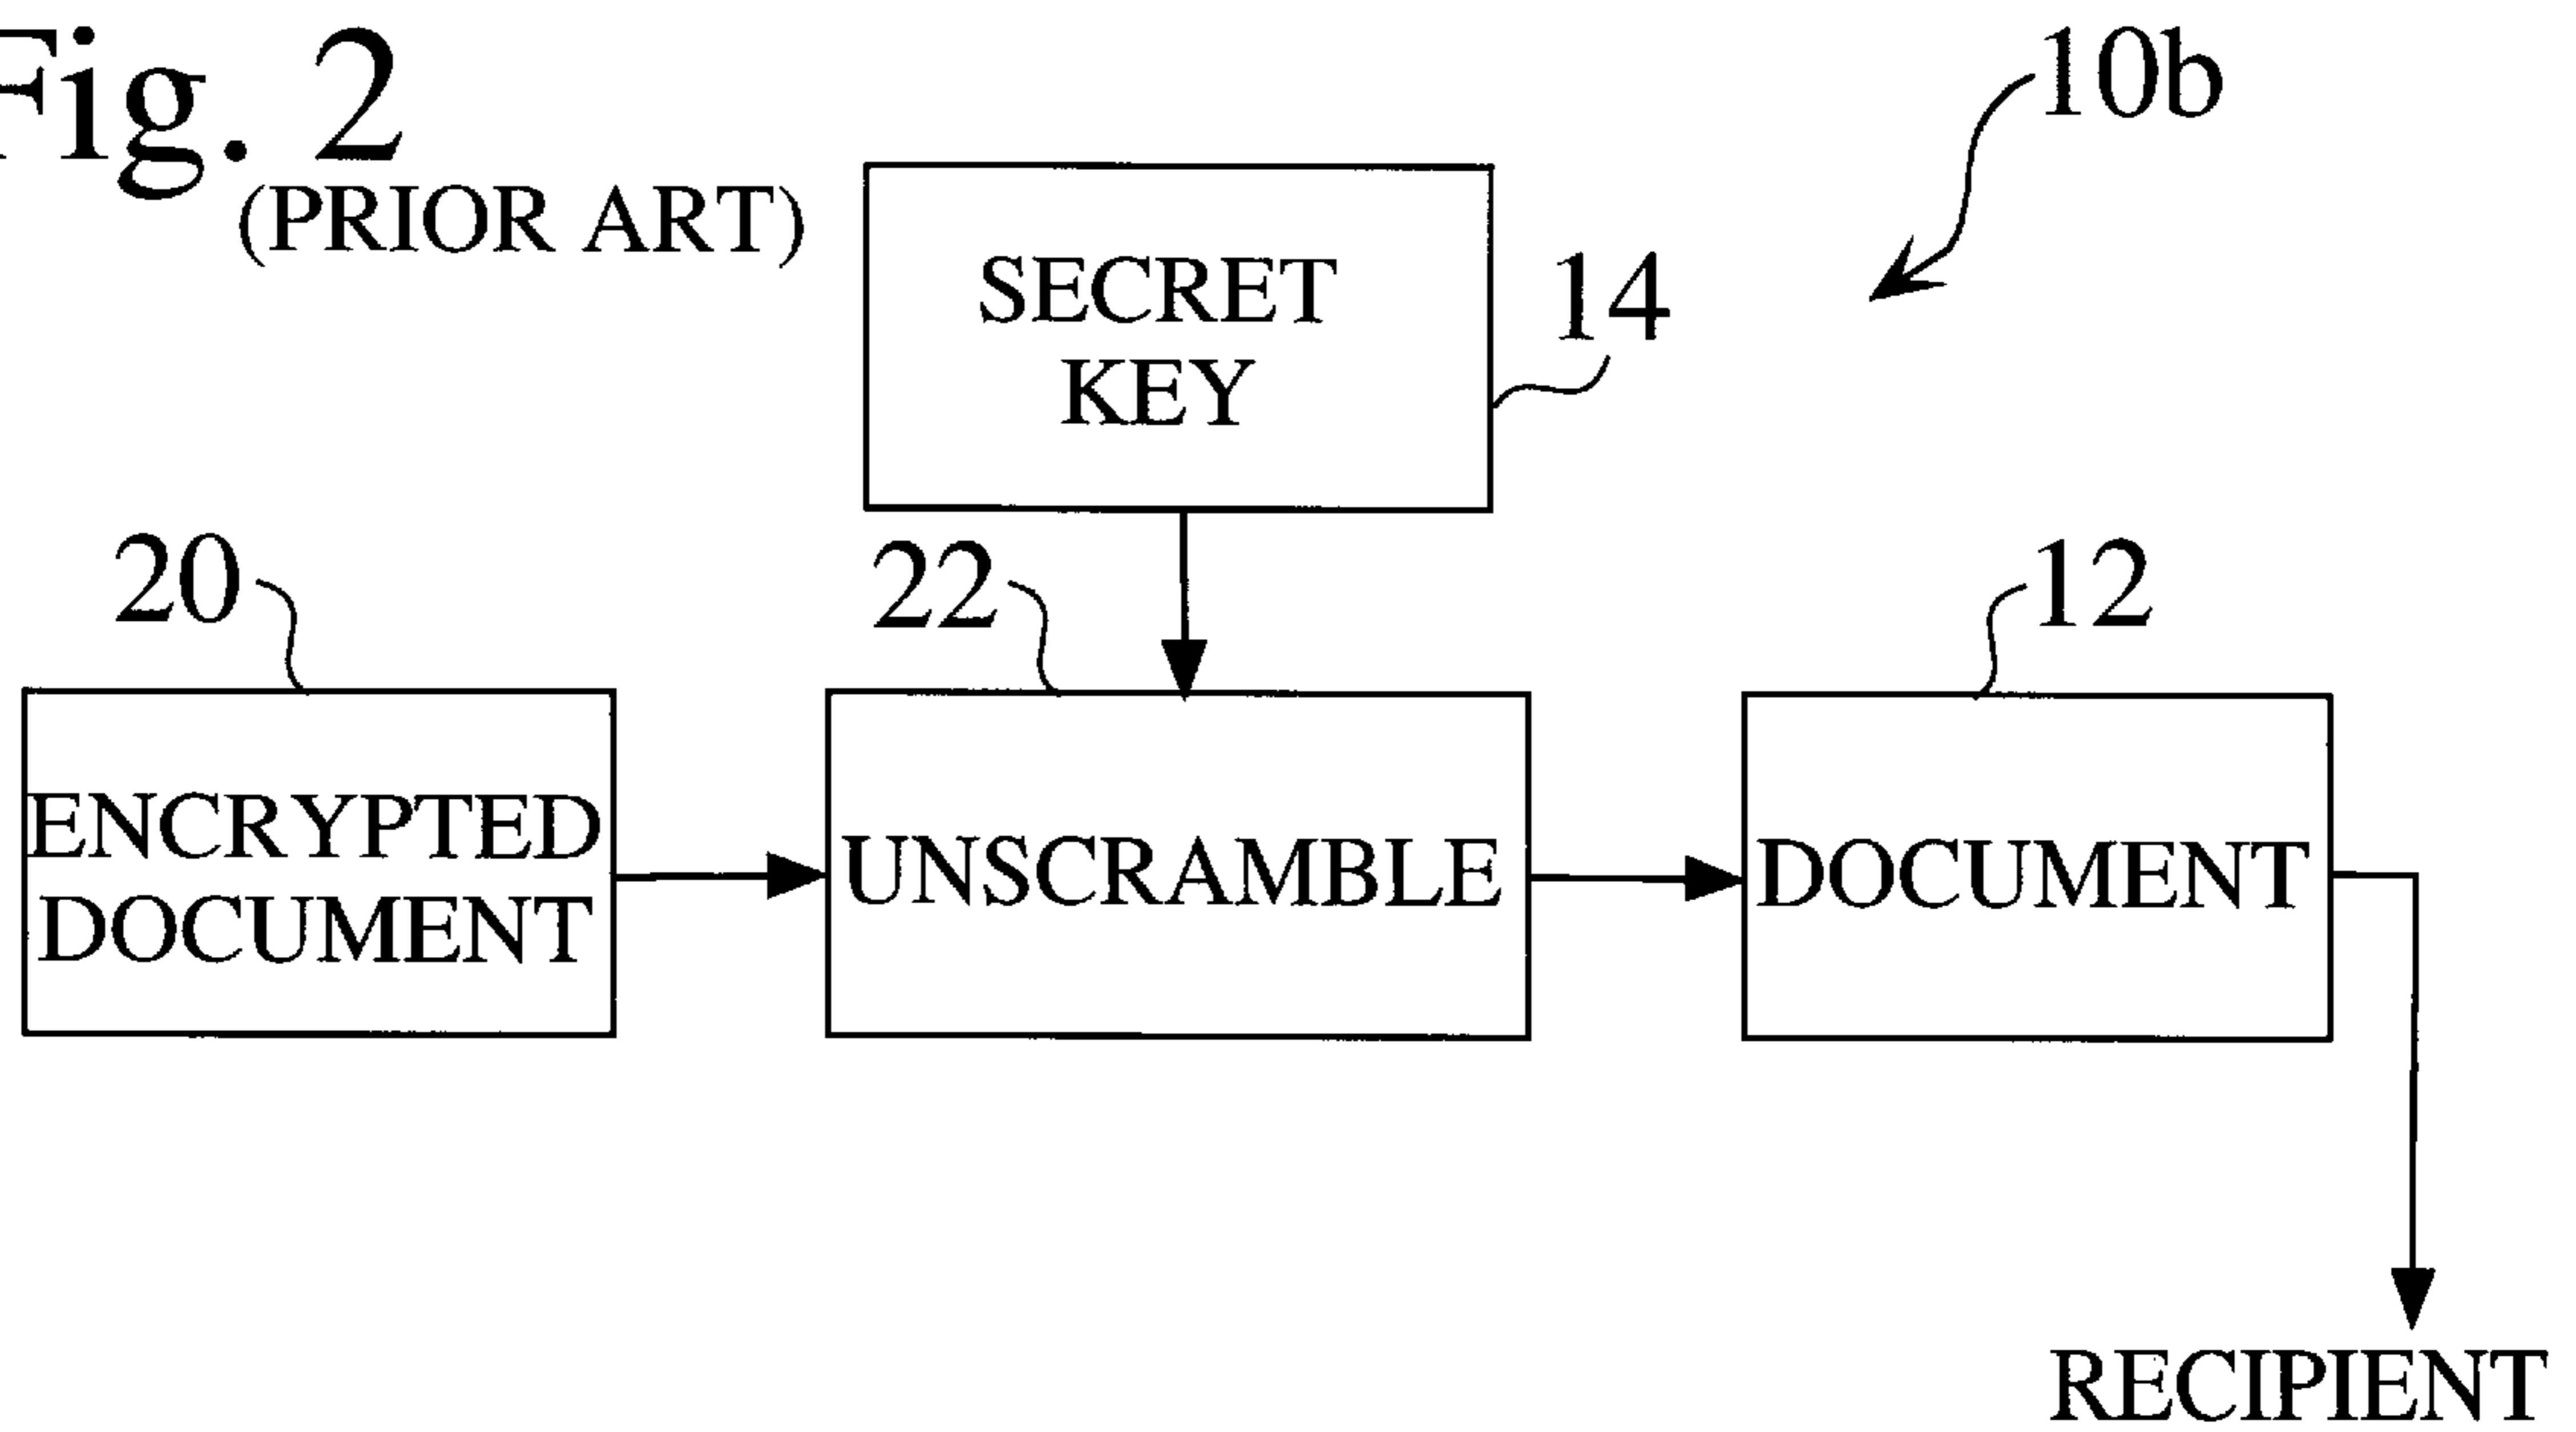 Fig. 2
(PRIOR ART)
10b
SECRET
KEY
14
20
22
12
ENCRYPTED
DOCUMENT
UNSCRAMBLE
DOCUMENT
RECIPIENT